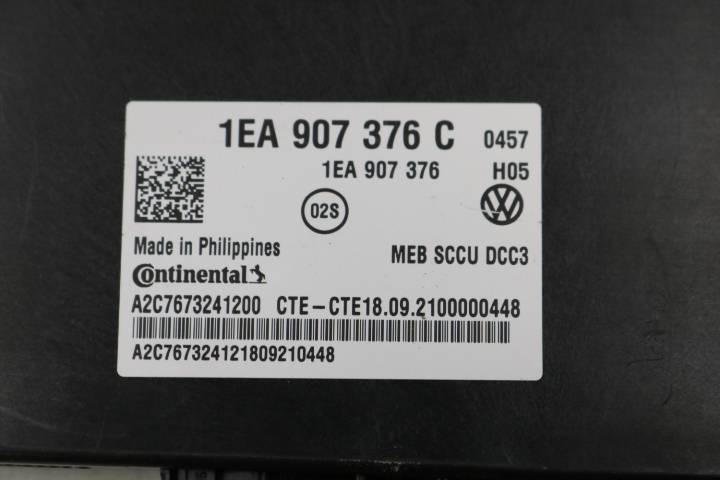 1EA 907 376 C 0457
1EA 907 376 H05
02S
Made in Philippines
MEB SCCU DCC3
Continental
A2C7673241200 CTE-CTE18.09.2100000448
A2C767324121809210448